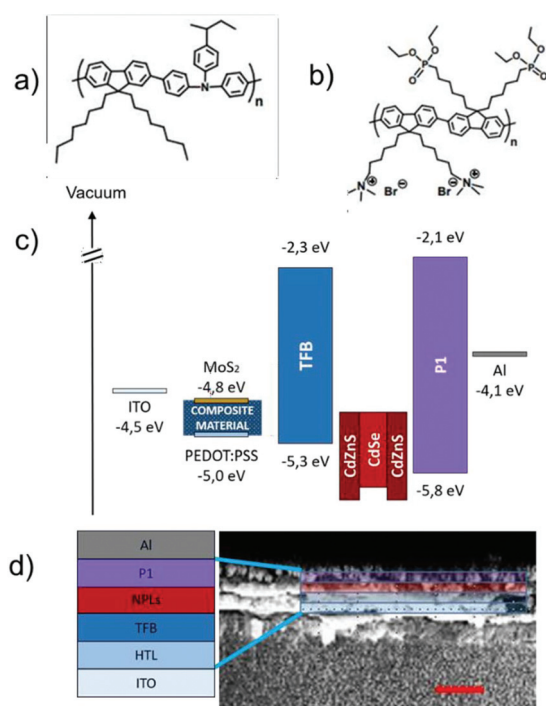 a)
N
n
b)
O
O
P
O
O
O
P
O
n
N
⊕
Br
⊖
Br
⊖
N
⊕
Vacuum
c)
-2,3 eV
-2,1 eV
TFB
P1
MoS2
-4,8 eV
Al
-4,1 eV
ITO
-4,5 eV
COMPOSITE
MATERIAL
CdZnS
CdSe
CdZnS
PEDOT:PSS
-5,0 eV
-5,3 eV
-5,8 eV
d)
Al
P1
NPLs
TFB
HTL
ITO